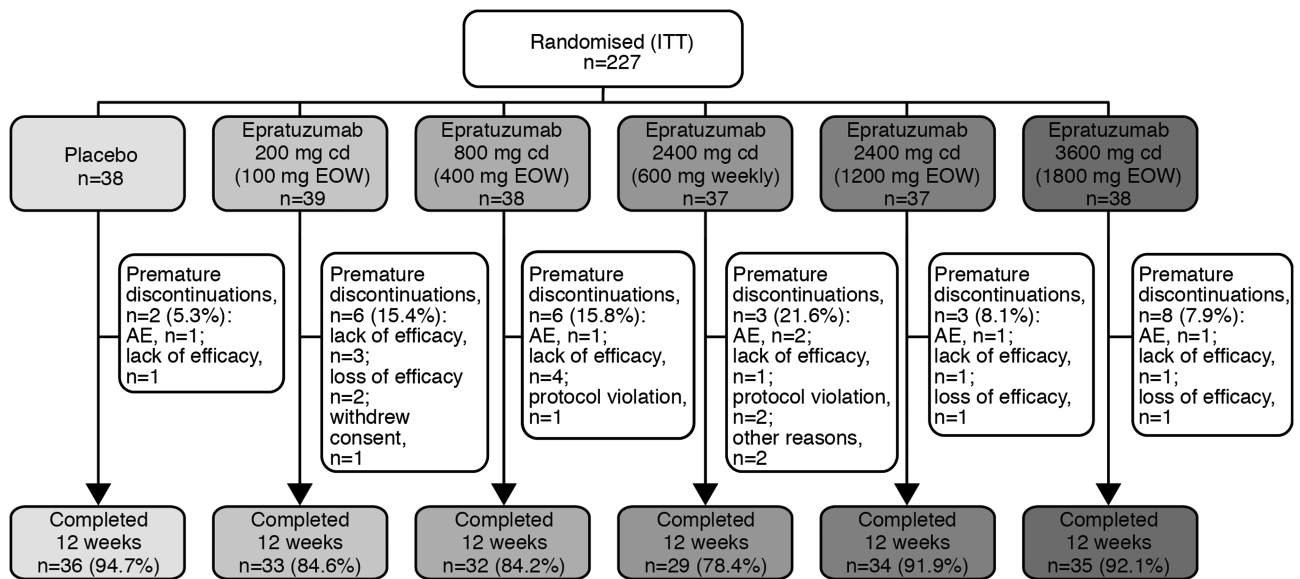 Randomised (ITT)
n=227
Placebo
n=38
Epratuzumab
200 mg cd
(100 mg EOW)
n=39
Epratuzumab
800 mg cd
(400 mg EOW)
n=38
Epratuzumab
2400 mg cd
(600 mg weekly)
n=37
Epratuzumab
2400 mg cd
(1200 mg EOW)
n=37
Epratuzumab
3600 mg cd
(1800 mg EOW)
n=38
Premature
discontinuations,
n=2 (5.3%):
AE, n=1;
lack of efficacy,
n=1
Premature
discontinuations,
n=6 (15.4%):
lack of efficacy,
n=3;
loss of efficacy
n=2;
withdrew
consent,
n=1
Premature
discontinuations,
n=6 (15.8%):
AE, n=1;
lack of efficacy,
n=4;
protocol violation,
n=1
Premature
discontinuations,
n=3 (21.6%):
AE, n=2;
lack of efficacy,
n=1;
protocol violation,
n=2;
other reasons,
n=2
Premature
discontinuations,
n=3 (8.1%):
AE, n=1;
lack of efficacy,
n=1;
loss of efficacy,
n=1
Premature
discontinuations,
n=8 (7.9%):
AE, n=1;
lack of efficacy,
n=1;
loss of efficacy,
n=1
Completed
12 weeks
n=36 (94.7%)
Completed
12 weeks
n=33 (84.6%)
Completed
12 weeks
n=32 (84.2%)
Completed
12 weeks
n=29 (78.4%)
Completed
12 weeks
n=34 (91.9%)
Completed
12 weeks
n=35 (92.1%)